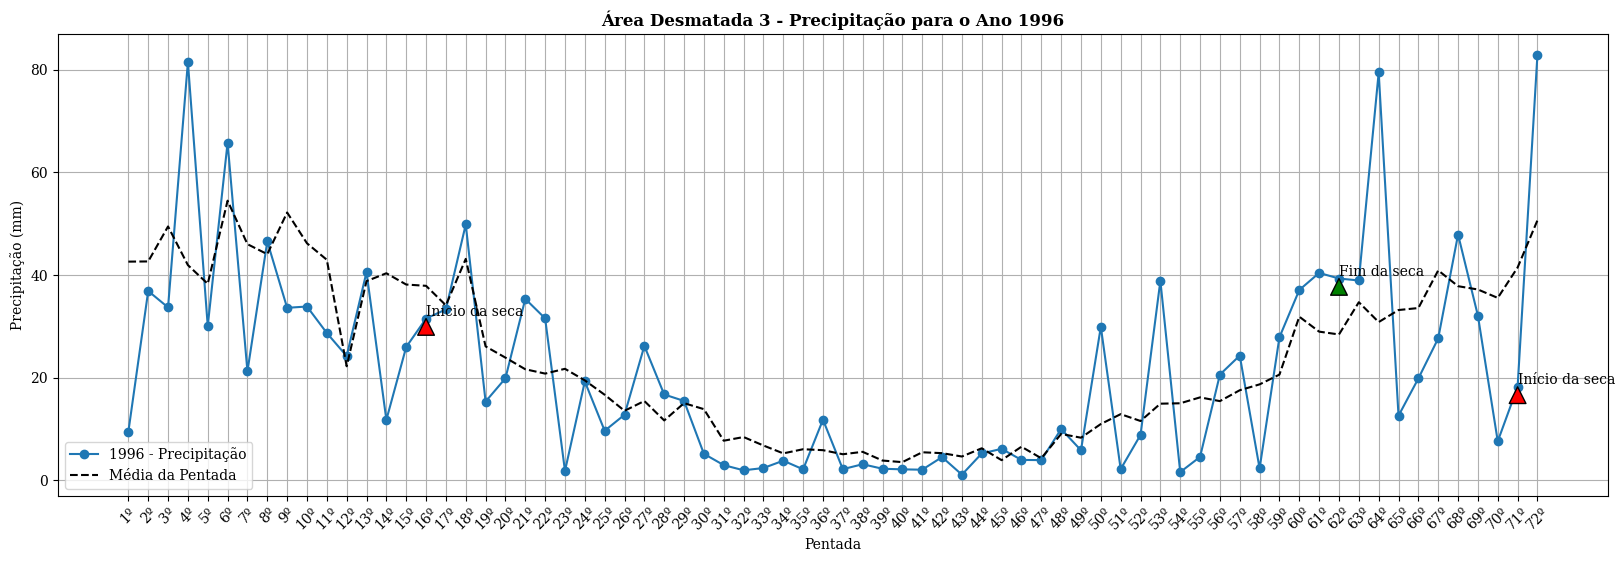 Área Desmatada 3 - Precipitação para o Ano 1996
Precipitação (mm)
80
60
40
20
0
Início da seca
Fim da seca
Início da seca
1996 - Precipitação
Média da Pentada
1º 2º 3º 4º 5º 6º 7º 8º 9º 10º 11º 12º 13º 14º 15º 16º 17º 18º 19º 20º 21º 22º 23º 24º 25º 26º 27º 28º 29º 30º 31º 32º 33º 34º 35º 36º 37º 38º 39º 40º 41º 42º 43º 44º 45º 46º 47º 48º 49º 50º 51º 52º 53º 54º 55º 56º 57º 58º 59º 60º 61º 62º 63º 64º 65º 66º 67º 68º 69º 70º 71º 72º
Pentada